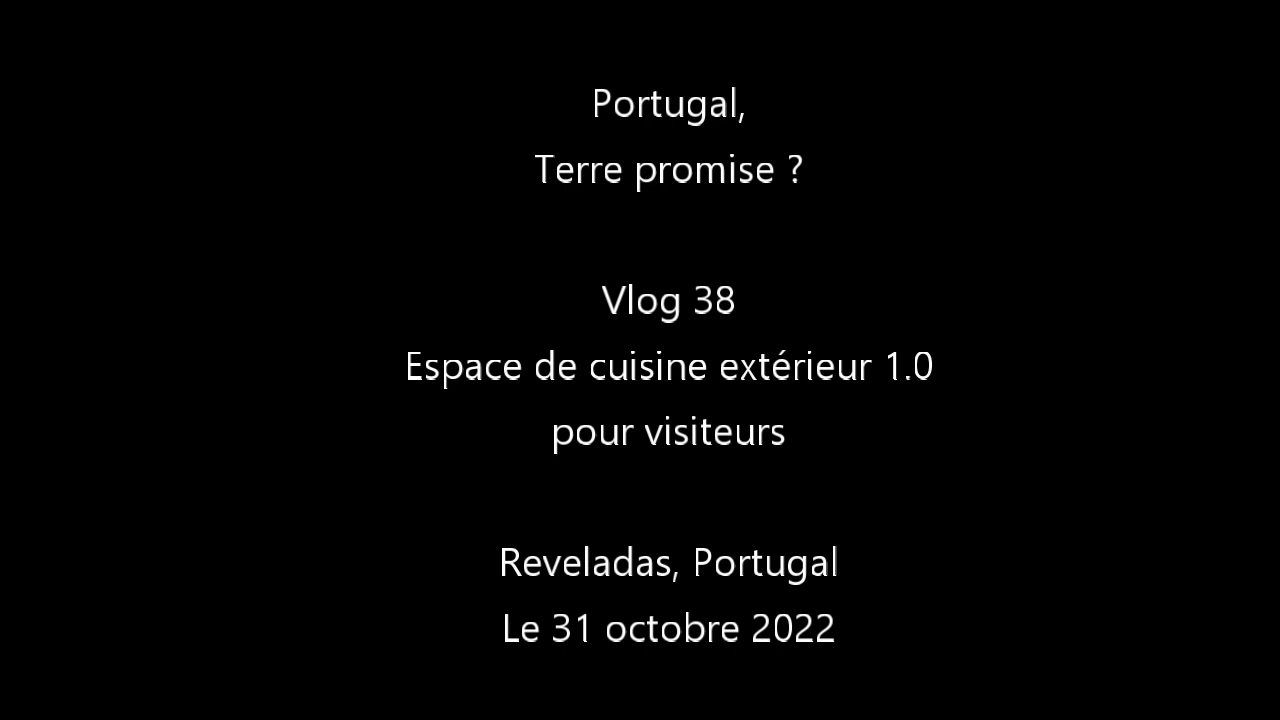 Portugal,
Terre promise ?
Vlog 38
Espace de cuisine extérieur 1.0
pour visiteurs
Reveladas, Portugal
Le 31 octobre 2022